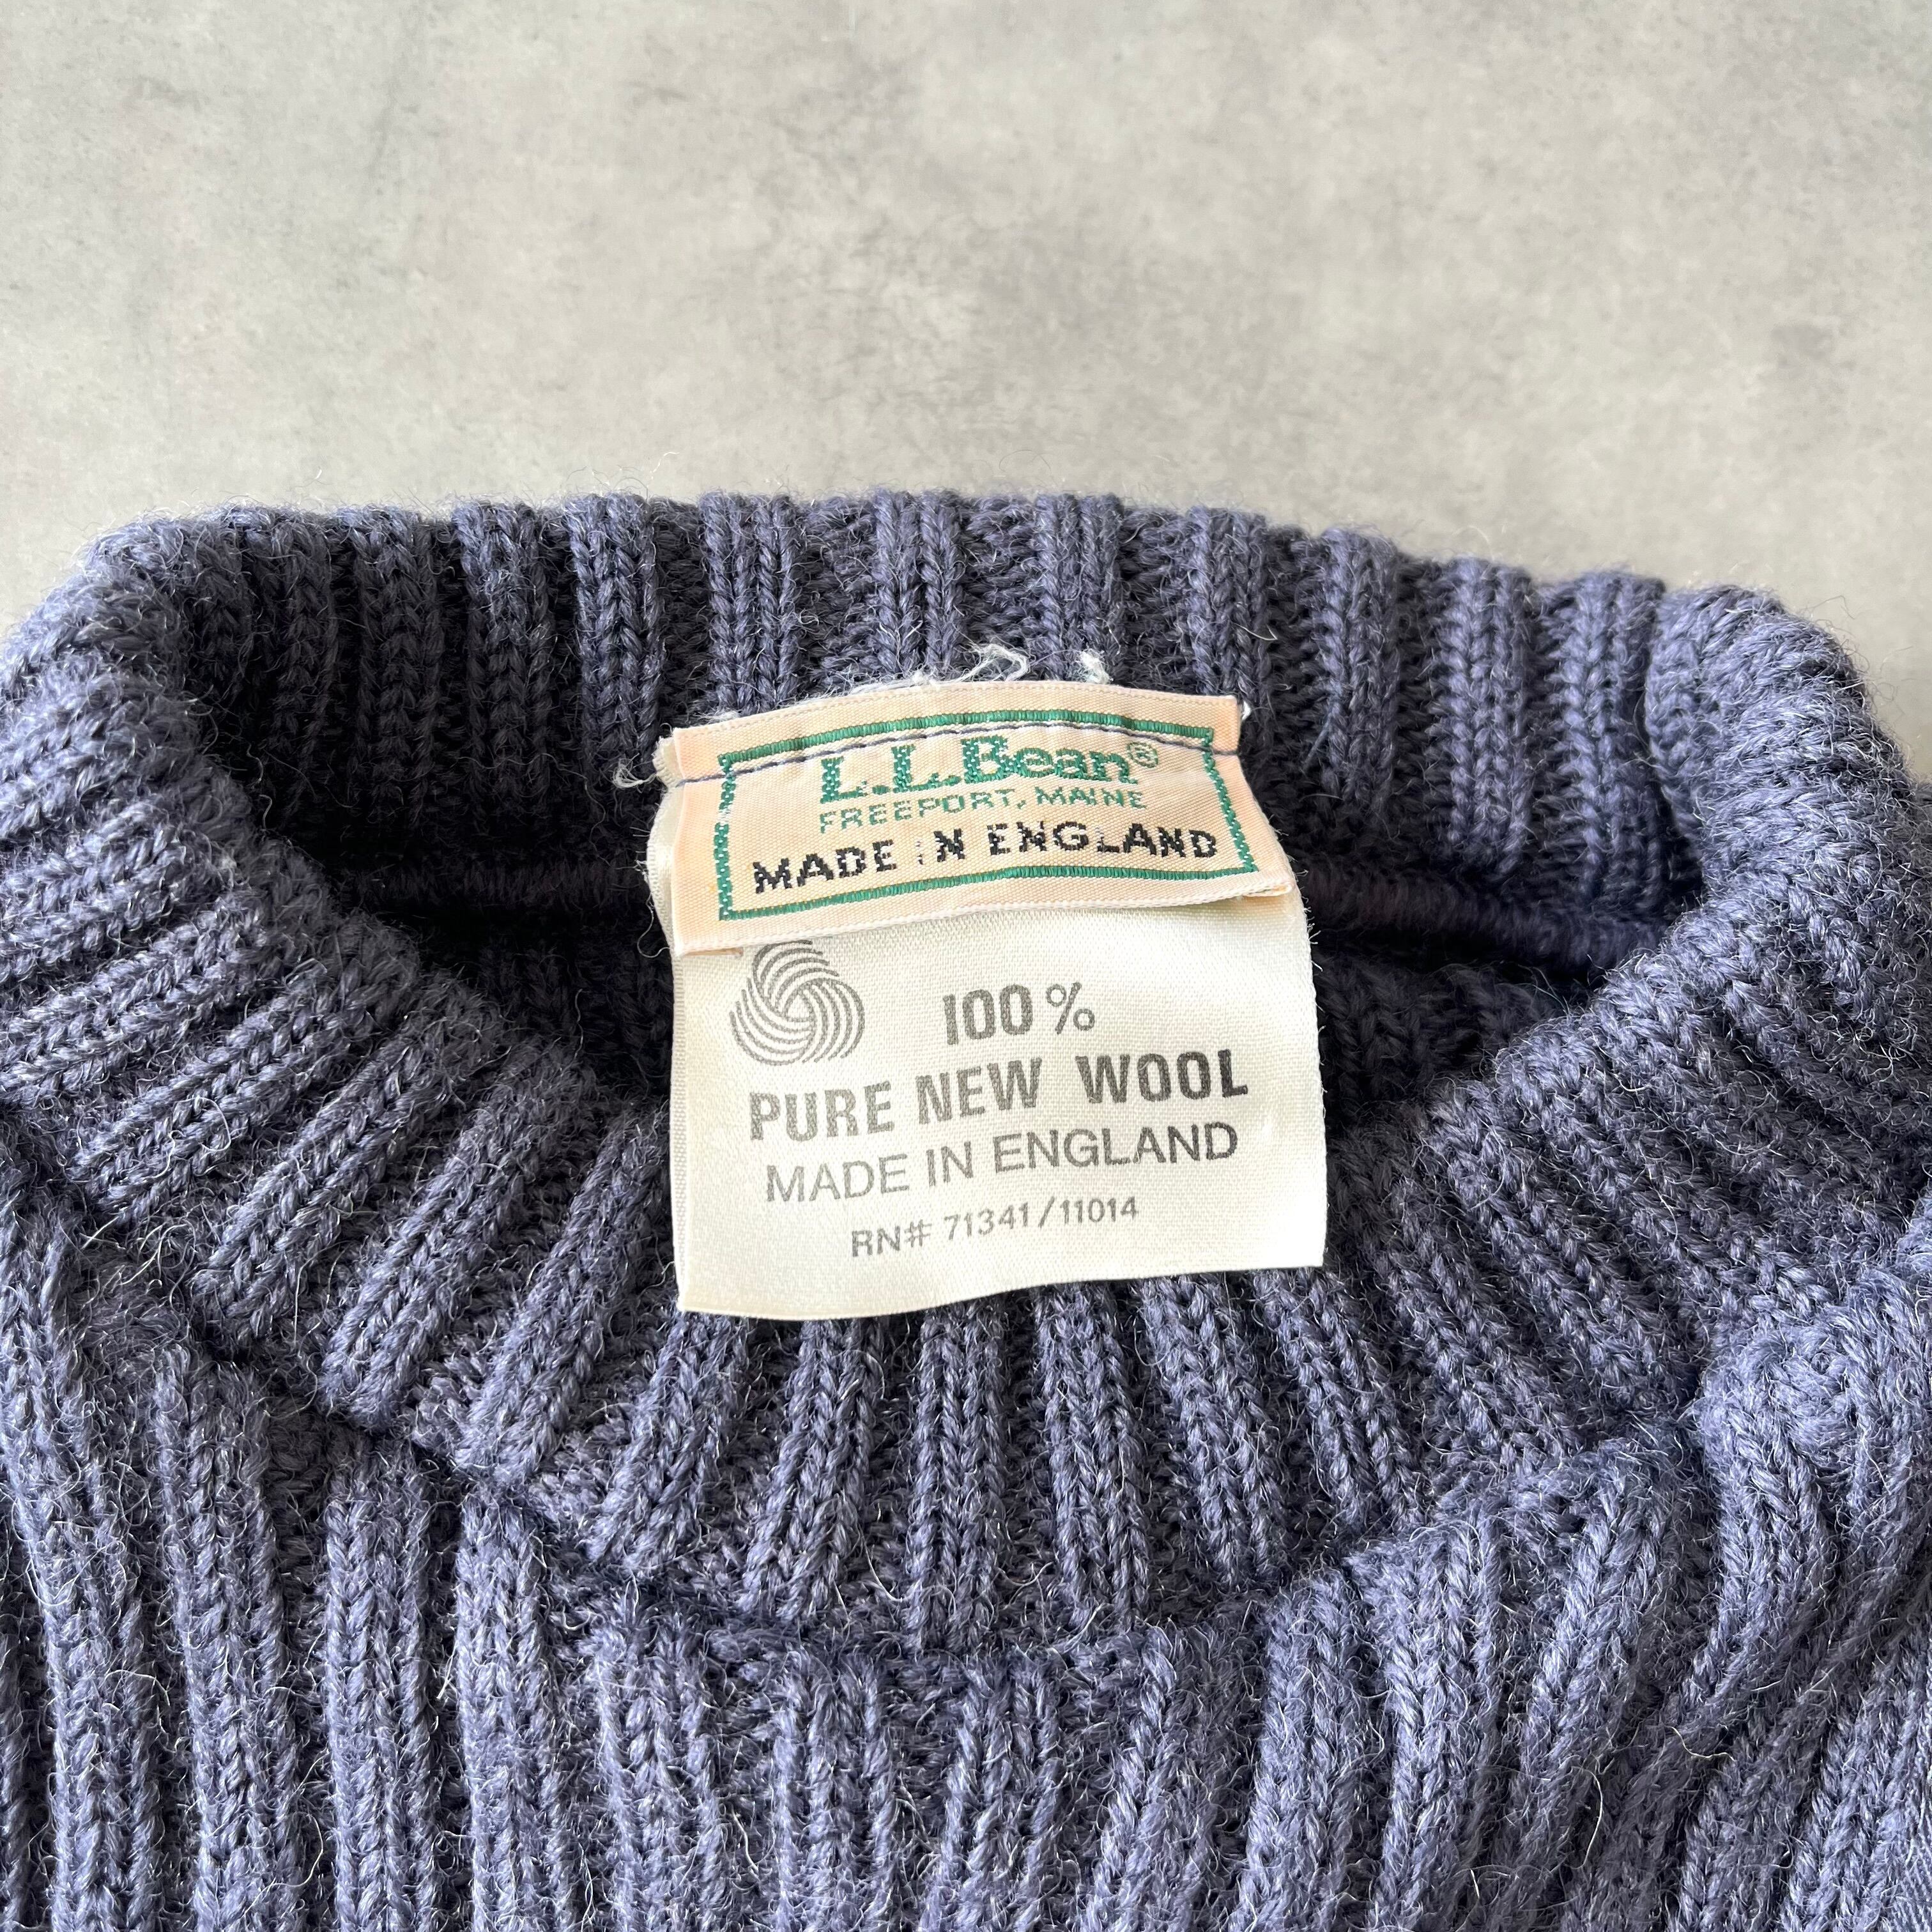 L.L.Bean®
FREEPORT, MAINE
MADE IN ENGLAND
100%
PURE NEW WOOL
MADE IN ENGLAND
RN# 71341/11014